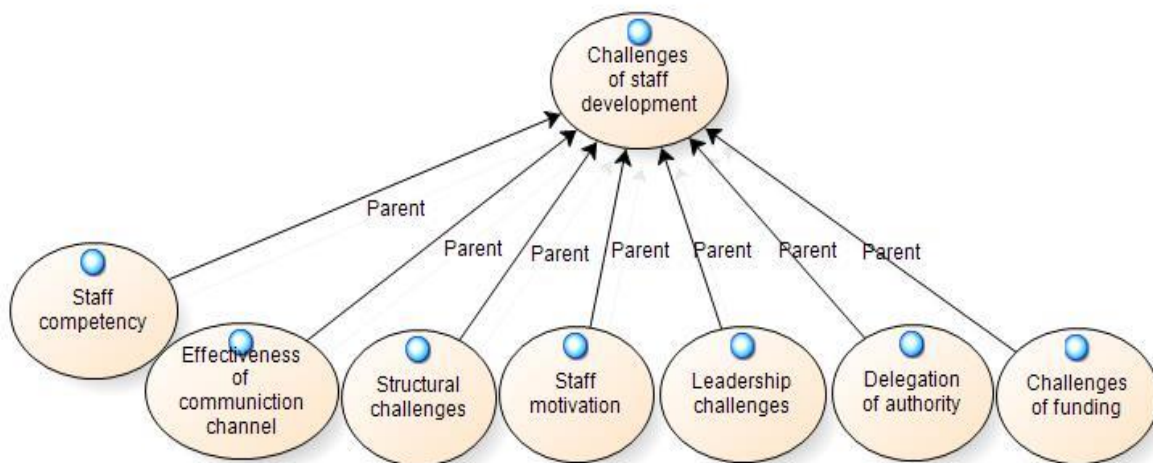 Challenges
of staff
development
Parent
Parent
Parent
Parent
Parent
Parent
Parent
Staff
competency
Effectiveness
of
communiction
channel
Structural
challenges
Staff
motivation
Leadership
challenges
Delegation
of authority
Challenges
of funding